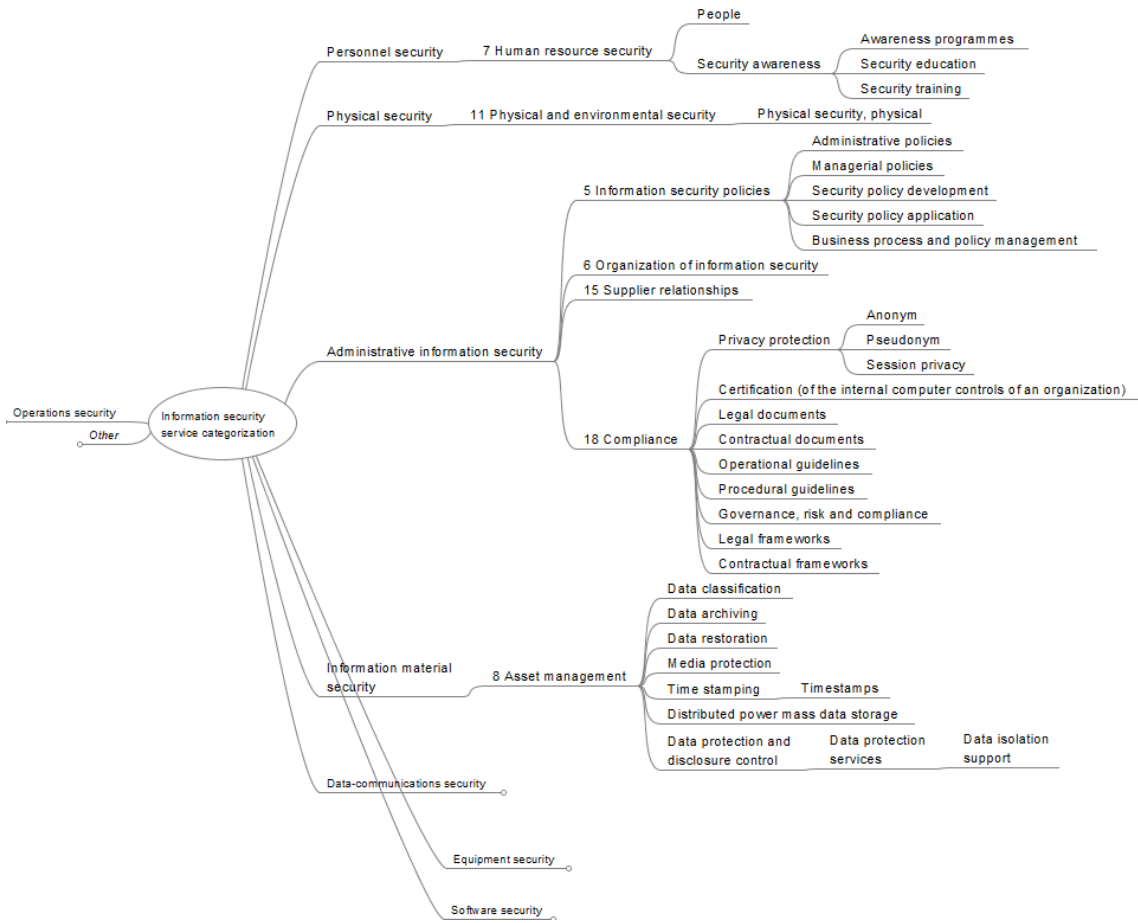 People
Personnel security
7 Human resource security
Security awareness
Awareness programmes
Security education
Security training
Physical security
11 Physical and environmental security
Physical security, physical
Administrative information security
5 Information security policies
Administrative policies
Managerial policies
Security policy development
Security policy application
Business process and policy management
6 Organization of information security
15 Supplier relationships
18 Compliance
Privacy protection
Anonym
Pseudonym
Session privacy
Certification (of the internal computer controls of an organization)
Legal documents
Contractual documents
Operational guidelines
Procedural guidelines
Governance, risk and compliance
Legal frameworks
Contractual frameworks
Operations security
Other
Information security
service categorization
Information material
security
8 Asset management
Data classification
Data archiving
Data restoration
Media protection
Time stamping
Timestamps
Distributed power mass data storage
Data protection and
disclosure control
Data protection
services
Data isolation
support
Data-communications security
Equipment security
Software security